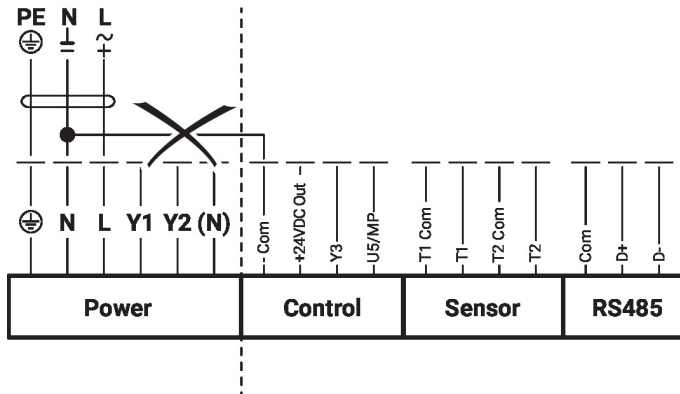 PE N L
N L Y1 Y2 (N)
- Com
+24VDC Out
Y3
U5/MP
T1 Com
T1
T2 Com
T2
Com
D+
D-
Power Control Sensor RS485